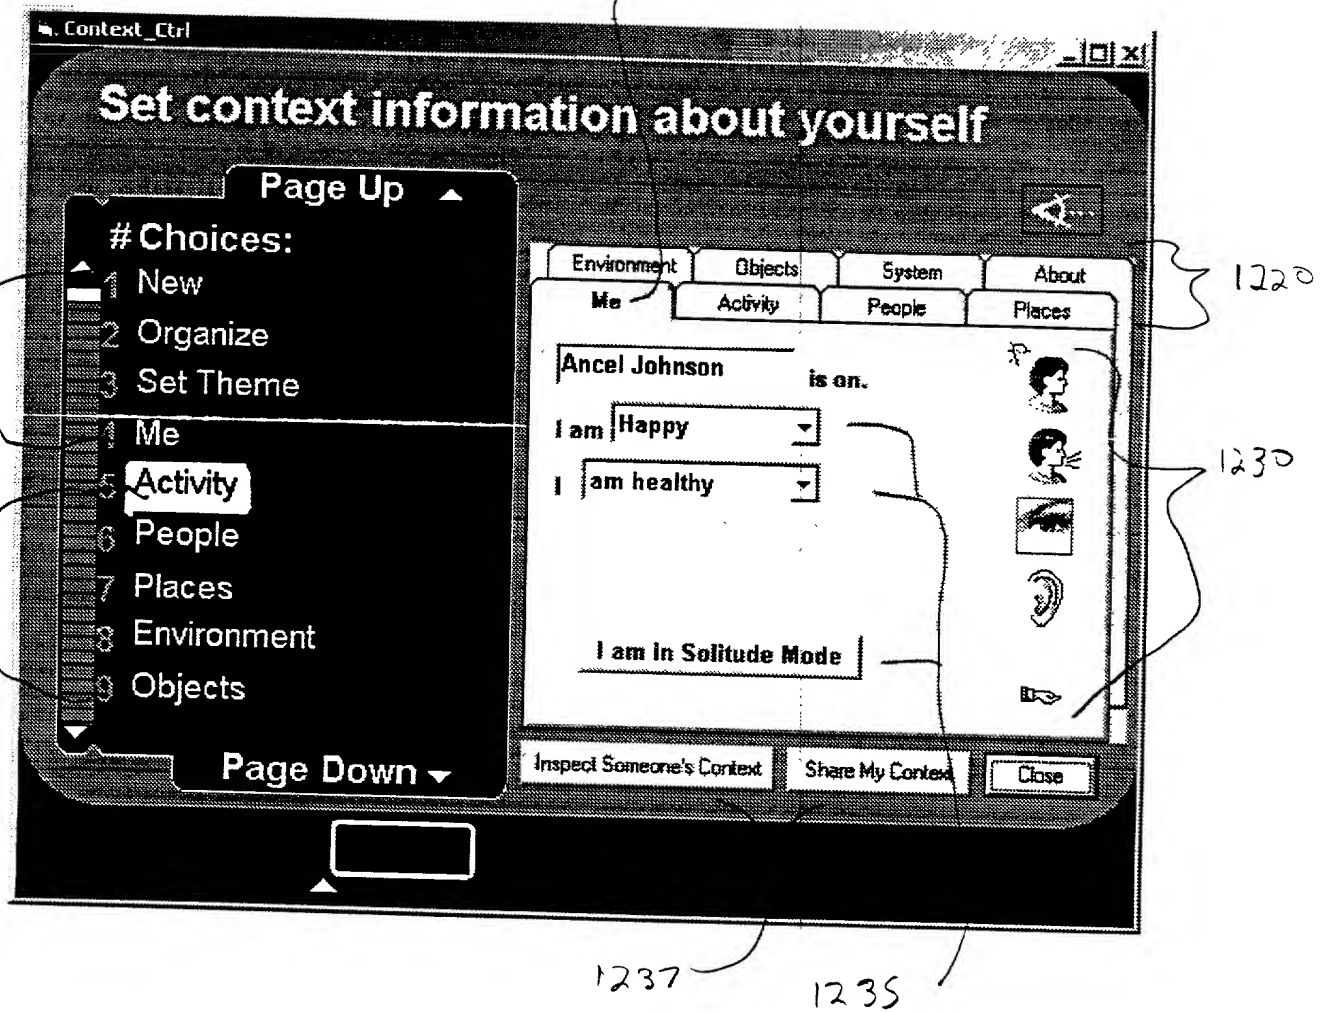 Context_Ctrl
Set context information about yourself
Page Up
# Choices:
1 New
2 Organize
3 Set Theme
4 Me
5 Activity
6 People
7 Places
8 Environment
9 Objects
Page Down
Environment Objects System About
Me Activity People Places
Ancel Johnson is on.
I am Happy
I am healthy
I am in Solitude Mode
Inspect Someone's Context Share My Context Close
1220
1230
1237
1235